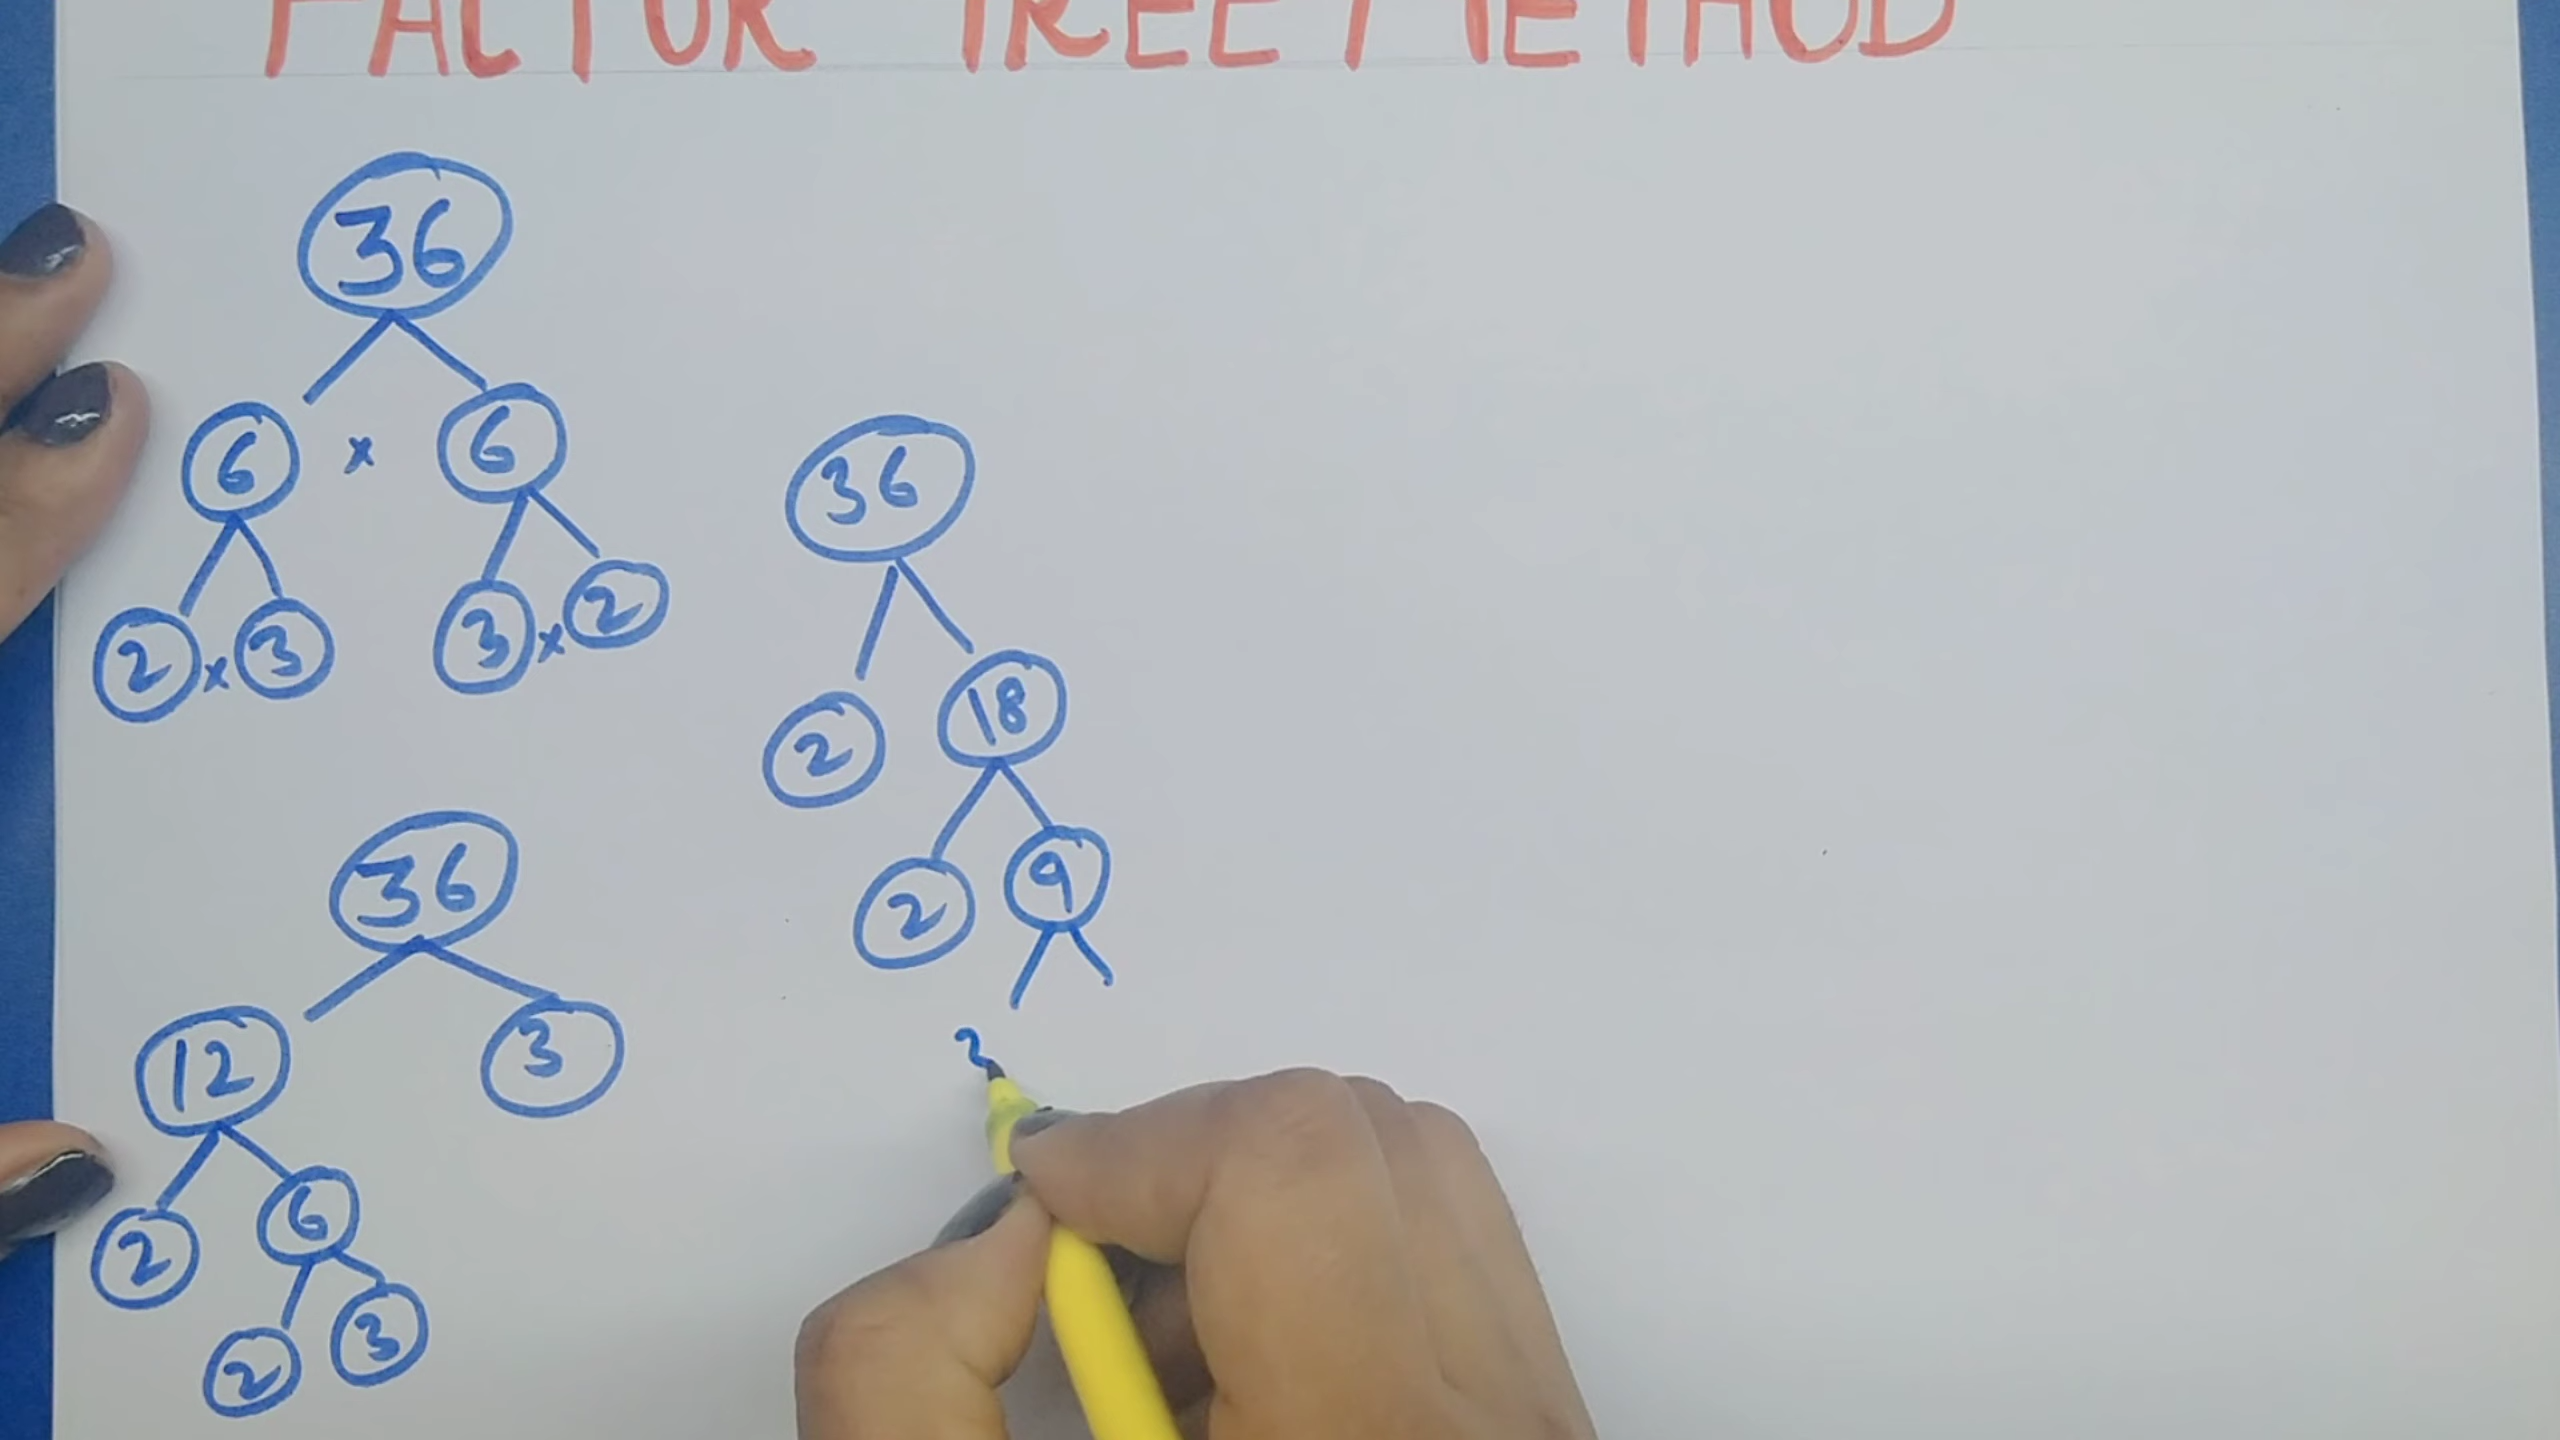 FACTOR TREE METHOD
36
6 x 6
2 x 3 3 x 2
36
12 3
2 6
2 3
36
2 18
2 9